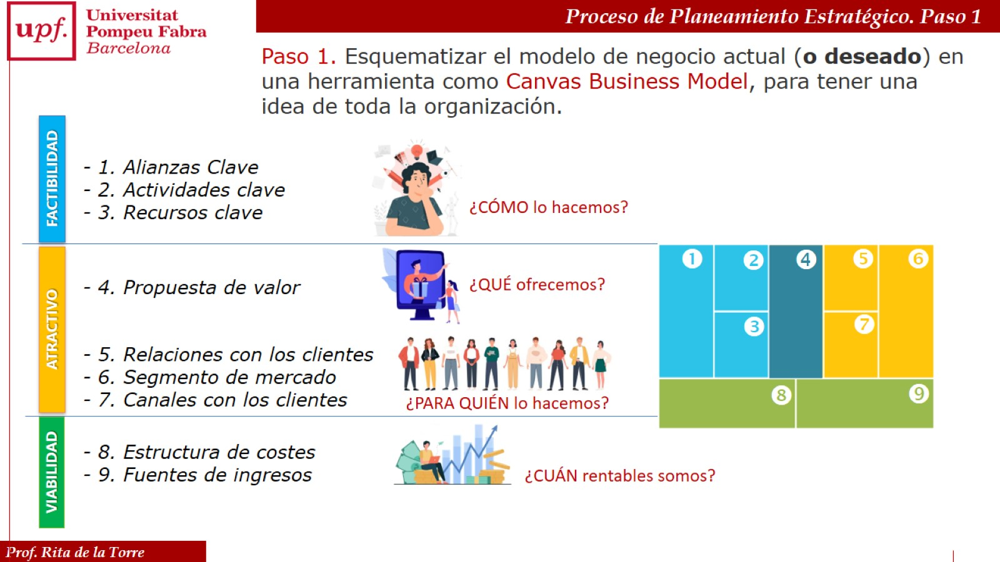 upf.
Universitat
Pompeu Fabra
Barcelona
Proceso de Planeamiento Estratégico. Paso 1
Paso 1. Esquematizar el modelo de negocio actual (o deseado) en
una herramienta como Canvas Business Model, para tener una
idea de toda la organización.
FACTIBILIDAD
- 1. Alianzas Clave
- 2. Actividades clave
- 3. Recursos clave
¿CÓMO lo hacemos?
ATRACTIVO
- 4. Propuesta de valor
¿QUÉ ofrecemos?
- 5. Relaciones con los clientes
- 6. Segmento de mercado
- 7. Canales con los clientes
¿PARA QUIÉN lo hacemos?
VIABILIDAD
- 8. Estructura de costes
- 9. Fuentes de ingresos
¿CUÁN rentables somos?
1 2 4 5 6
3 7
8 9
Prof. Rita de la Torre